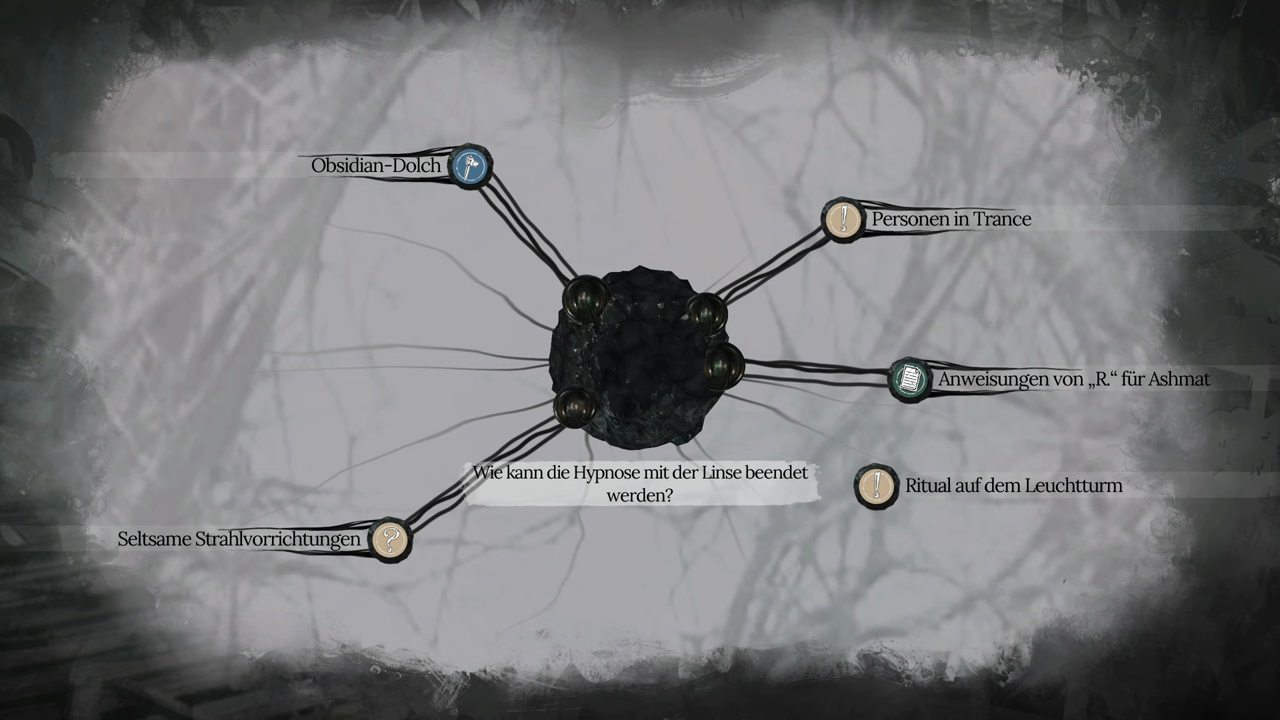 Obsidian-Dolch
Personen in Trance
Anweisungen von „R.“ für Ashmat
Wie kann die Hypnose mit der Linse beendet
werden?
Ritual auf dem Leuchtturm
Seltsame Strahlvorrichtungen